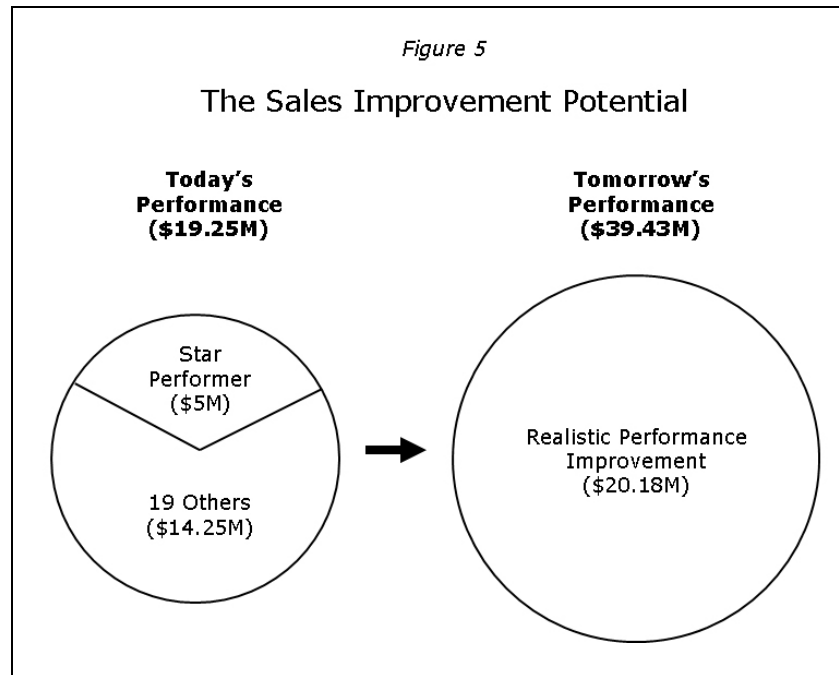 Figure 5
The Sales Improvement Potential
Today’s
Performance
($19.25M)
Tomorrow’s
Performance
($39.43M)
Star
Performer
($5M)
19 Others
($14.25M)
Realistic Performance
Improvement
($20.18M)